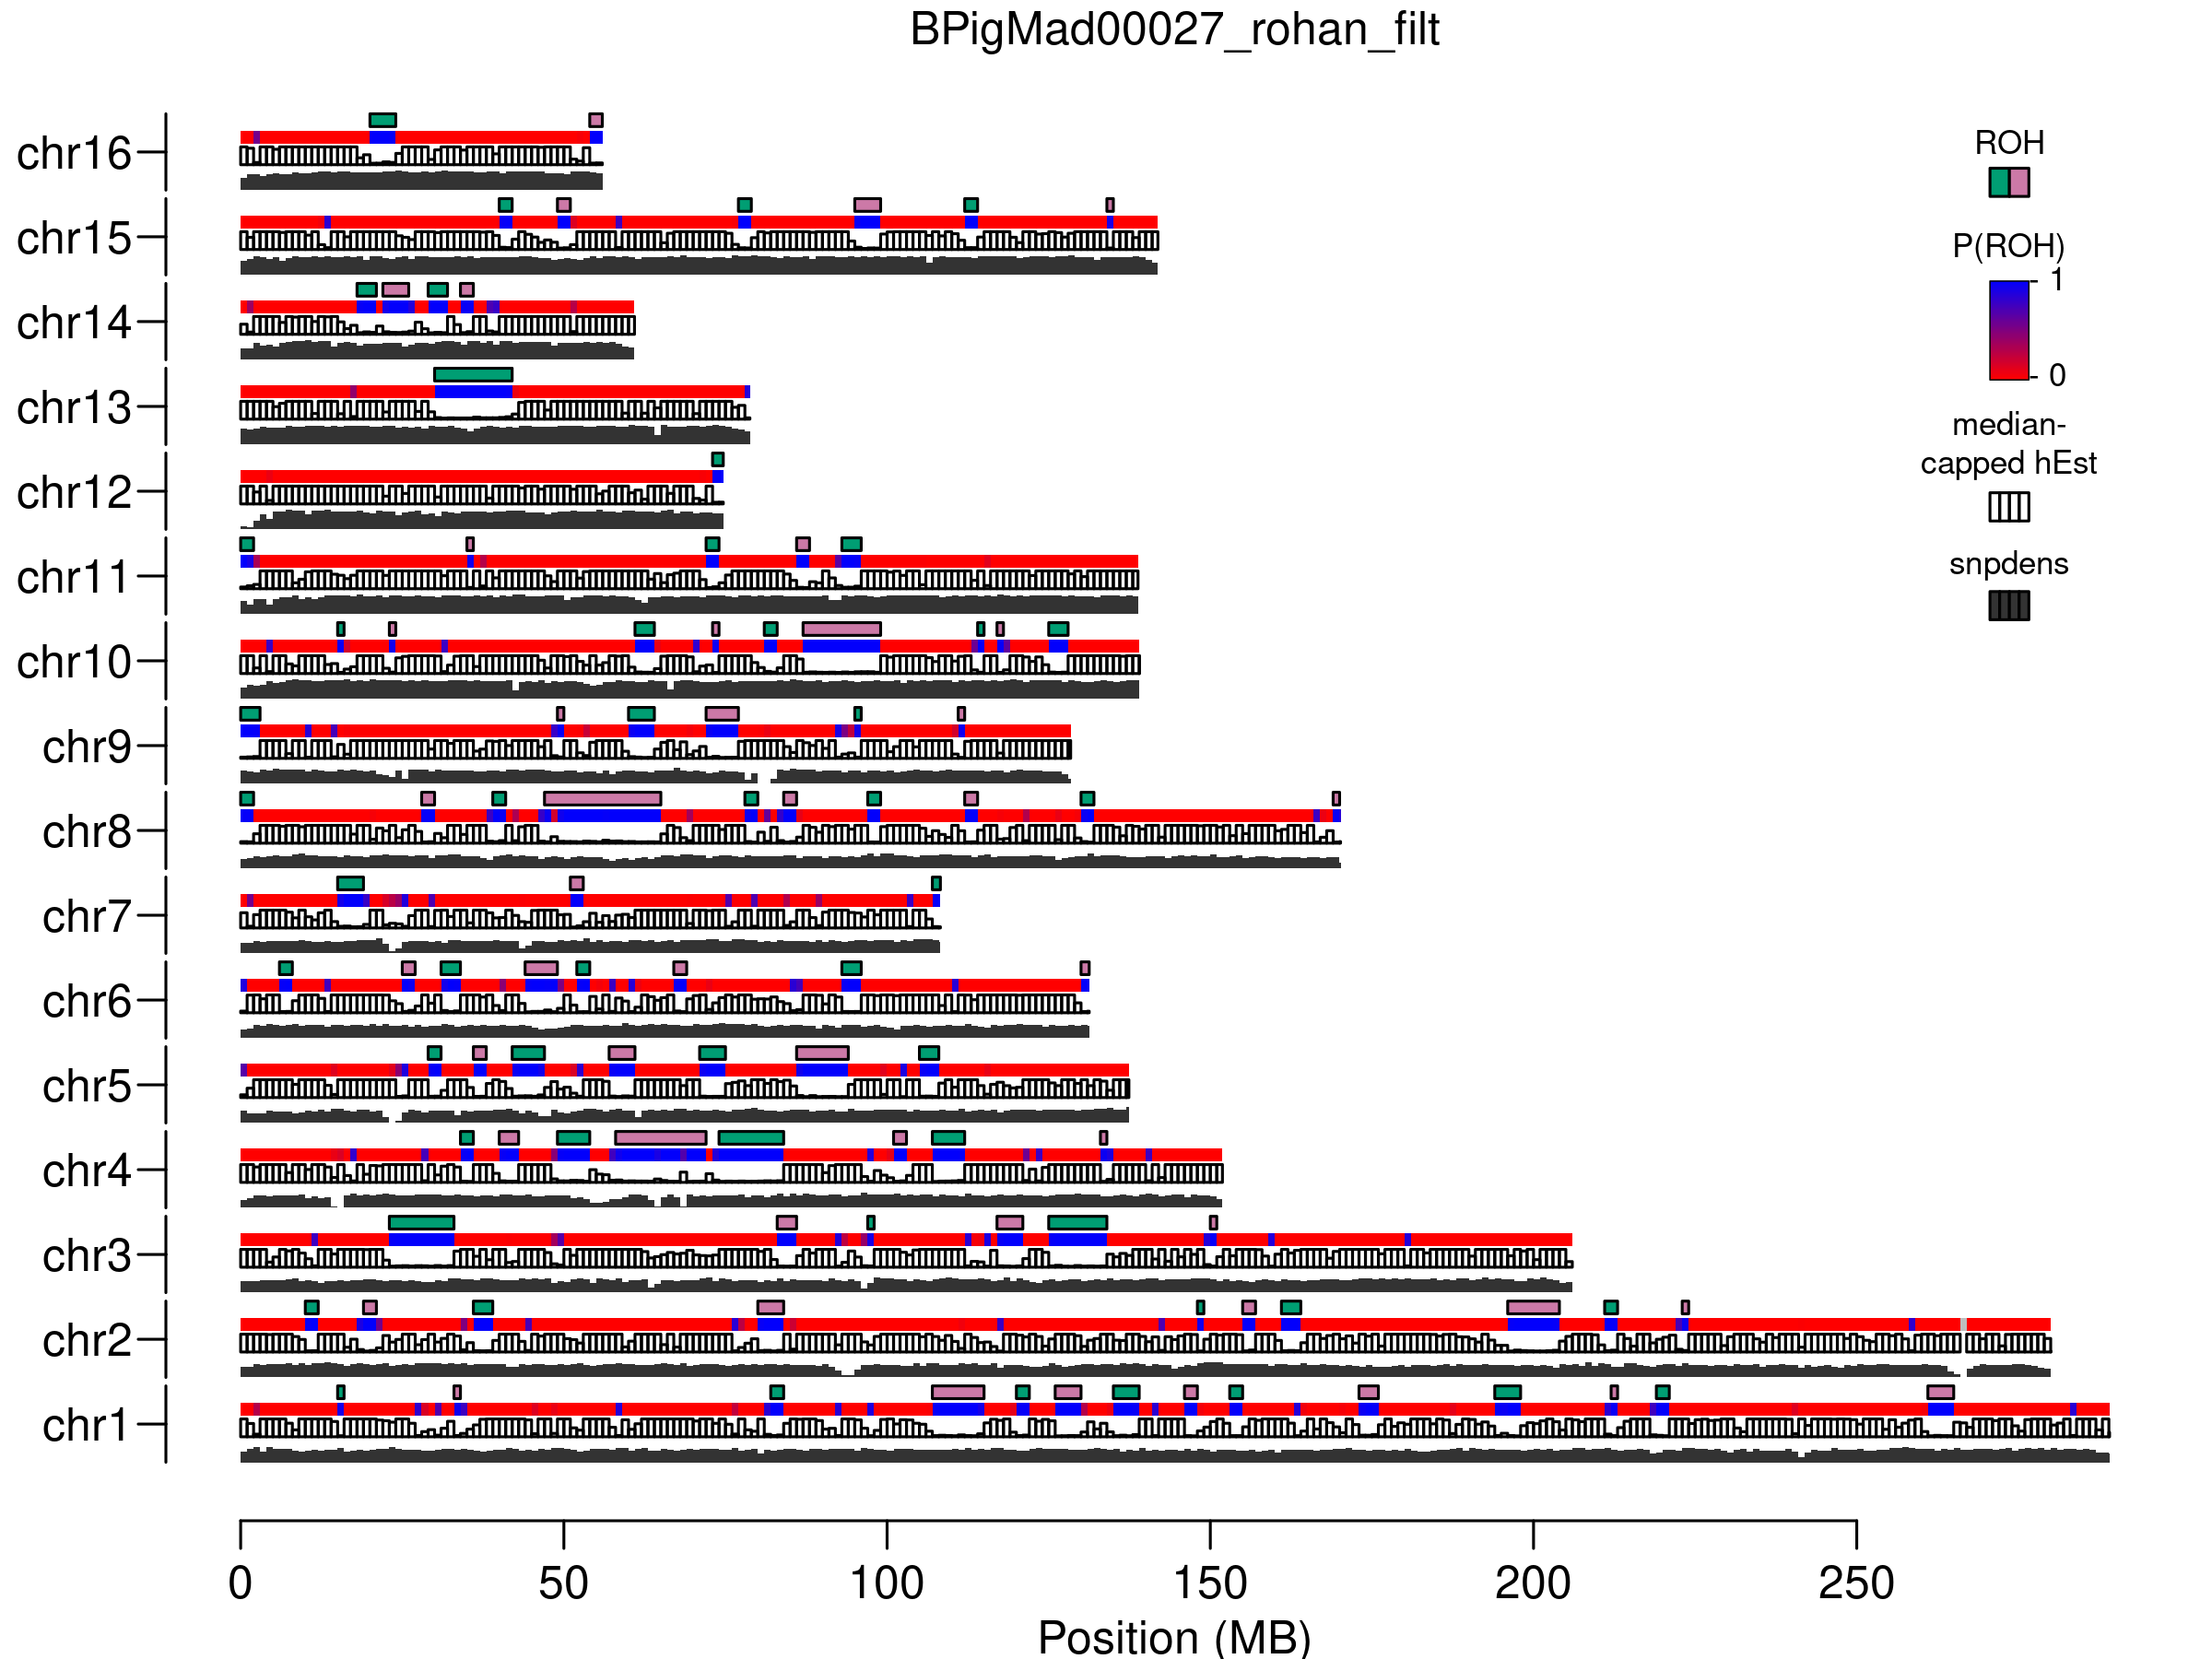 BPigMad00027_rohan_filt
chr16
chr15
chr14
chr13
chr12
chr11
chr10
chr9
chr8
chr7
chr6
chr5
chr4
chr3
chr2
chr1
ROH
P(ROH)
1
0
median-
capped hEst
snpdens
0 50 100 150 200 250
Position (MB)